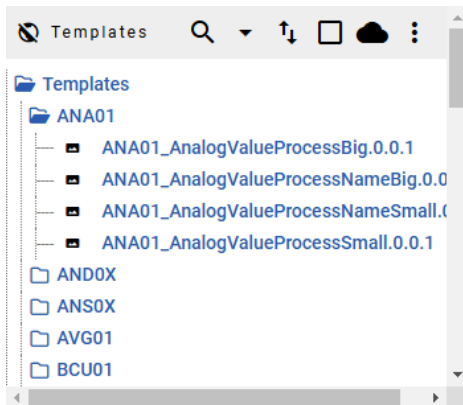 Templates
Templates
ANA01
ANA01_AnalogValueProcessBig.0.0.1
ANA01_AnalogValueProcessNameBig.0.0
ANA01_AnalogValueProcessNameSmall.
ANA01_AnalogValueProcessSmall.0.0.1
AND0X
ANS0X
AVG01
BCU01